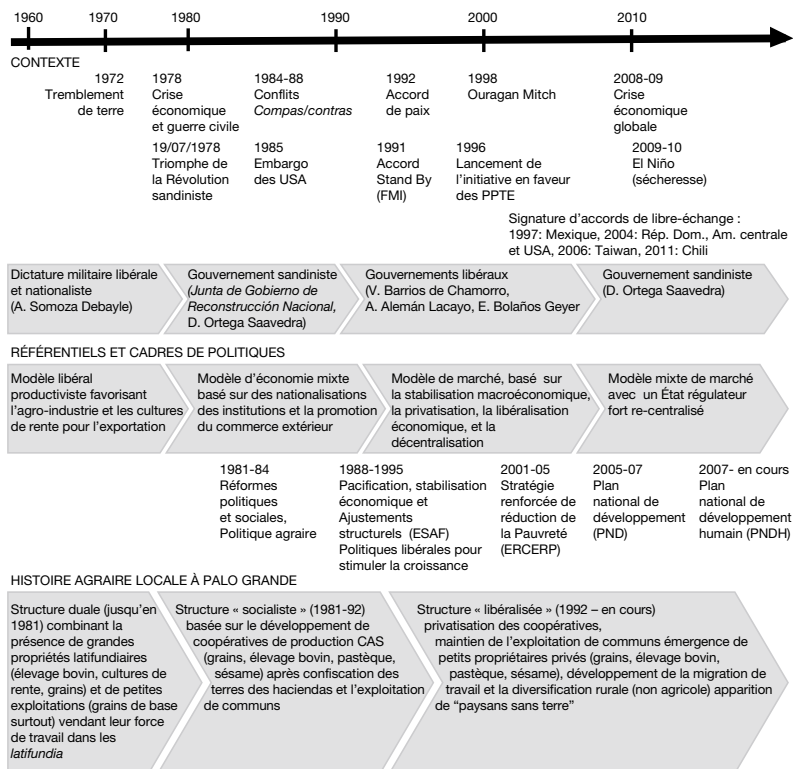 1960 1970 1980 1990 2000 2010
CONTEXTE
1972
Tremblement
de terre
1978
Crise
économique
et guerre civile
1984-88
Conflits
Compas/contras
1992
Accord
de paix
1998
Ouragan Mitch
2008-09
Crise
économique
globale
19/07/1978
Triomphe de
la Révolution
sandiniste
1985
Embargo
des USA
1991
Accord
Stand By
(FMI)
1996
Lancement de
l'initiative en faveur
des PPTE
2009-10
El Niño
(sécheresse)
Signature d'accords de libre-échange :
1997: Mexique, 2004: Rép. Dom., Am. centrale
et USA, 2006: Taiwan, 2011: Chili
Dictature militaire libérale
et nationaliste
(A. Somoza Debayle)
Gouvernement sandiniste
(Junta de Gobierno de
Reconstrucción Nacional,
D. Ortega Saavedra)
Gouvernements libéraux
(V. Barrios de Chamorro,
A. Alemán Lacayo, E. Bolaños Geyer
Gouvernement sandiniste
(D. Ortega Saavedra)
RÉFÉRENTIELS ET CADRES DE POLITIQUES
Modèle libéral
productiviste favorisant
l'agro-industrie et les cultures
de rente pour l'exportation
Modèle d'économie mixte
basé sur des nationalisations
des institutions et la promotion
du commerce extérieur
Modèle de marché, basé sur
la stabilisation macroéconomique,
la privatisation, la libéralisation
économique, et la
décentralisation
Modèle mixte de marché
avec un État régulateur
fort re-centralisé
1981-84
Réformes
politiques
et sociales,
Politique agraire
1988-1995
Pacification, stabilisation
économique et
Ajustements
structurels (ESAF)
Politiques libérales pour
stimuler la croissance
2001-05
Stratégie
renforcée de
réduction de
la Pauvreté
(ERCERP)
2005-07
Plan
national de
développement
(PND)
2007- en cours
Plan
national de
développement
humain (PNDH)
HISTOIRE AGRAIRE LOCALE À PALO GRANDE
Structure duale (jusqu'en
1981) combinant la
présence de grandes
propriétés latifundiaires
(élevage bovin, cultures de
rente, grains) et de petites
exploitations (grains de base
surtout) vendant leur force
de travail dans les
latifundia
Structure « socialiste » (1981-92)
basée sur le développement de
coopératives de production CAS
(grains, élevage bovin, pastèque,
sésame) après confiscation des
terres des haciendas et l'exploitation
de communs
Structure « libéralisée » (1992 – en cours)
privatisation des coopératives,
maintien de l'exploitation de communs émergence de
petits propriétaires privés (grains, élevage bovin,
pastèque, sésame), développement de la migration de
travail et la diversification rurale (non agricole) apparition
de "paysans sans terre"